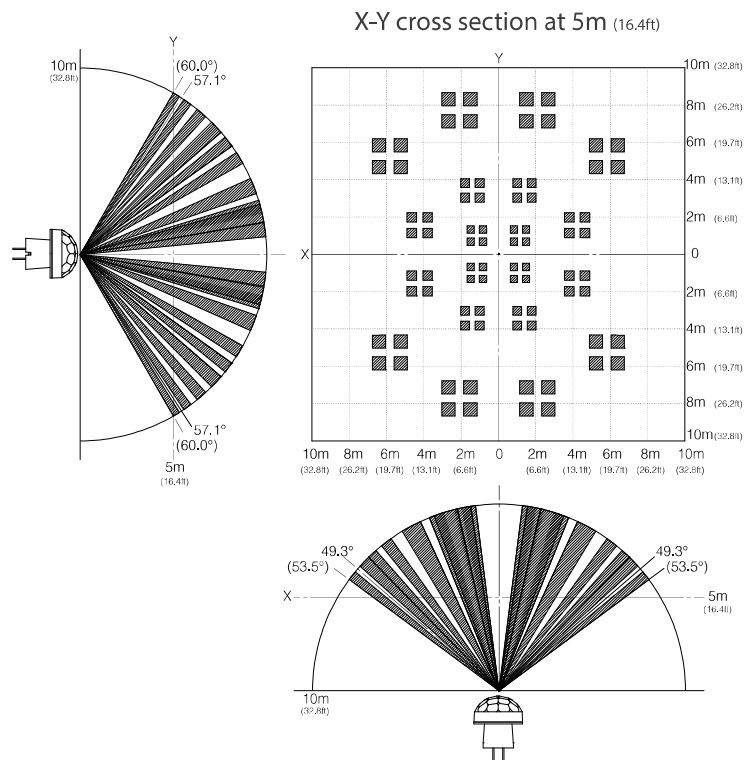 X-Y cross section at 5m (16.4ft)
Y
10m
(32.8ft)
(60.0°)
57.1°
57.1°
(60.0°)
5m
(16.4ft)
Y
X
10m (32.8ft)
8m (26.2ft)
6m (19.7ft)
4m (13.1ft)
2m (6.6ft)
0
2m (6.6ft)
4m (13.1ft)
6m (19.7ft)
8m (26.2ft)
10m (32.8ft)
10m 8m 6m 4m 2m 0 2m 4m 6m 8m 10m
(32.8ft) (26.2ft) (19.7ft) (13.1ft) (6.6ft) (6.6ft) (13.1ft) (19.7ft) (26.2ft) (32.8ft)
49.3°
(53.5°)
49.3°
(53.5°)
X
5m
(16.4ft)
10m
(32.8ft)